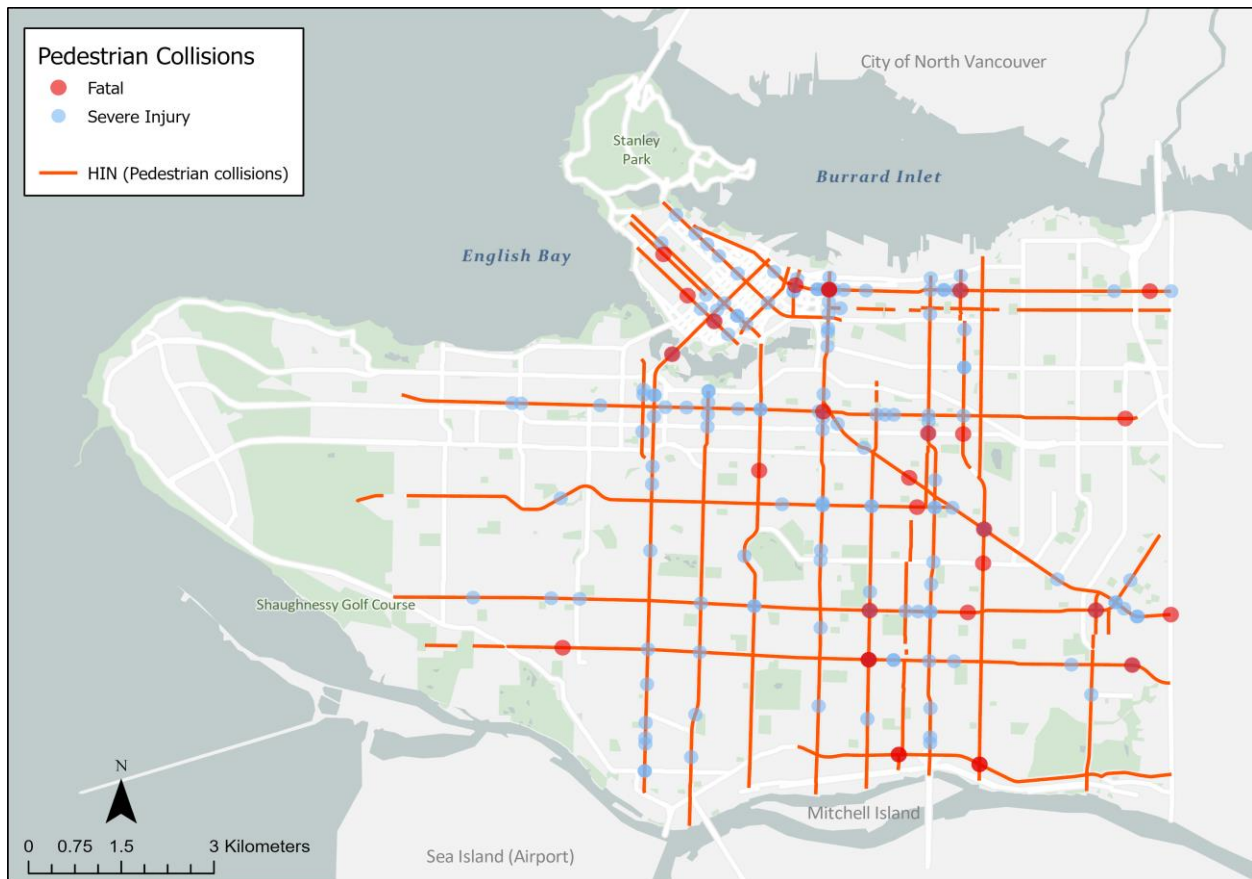 Pedestrian Collisions
Fatal
Severe Injury
HIN (Pedestrian collisions)
City of North Vancouver
Stanley
Park
Burrard Inlet
English Bay
Shaughnessy Golf Course
N
Mitchell Island
0 0.75 1.5 3 Kilometers
Sea Island (Airport)